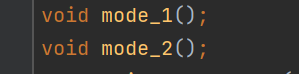 void mode_1();
void mode_2();